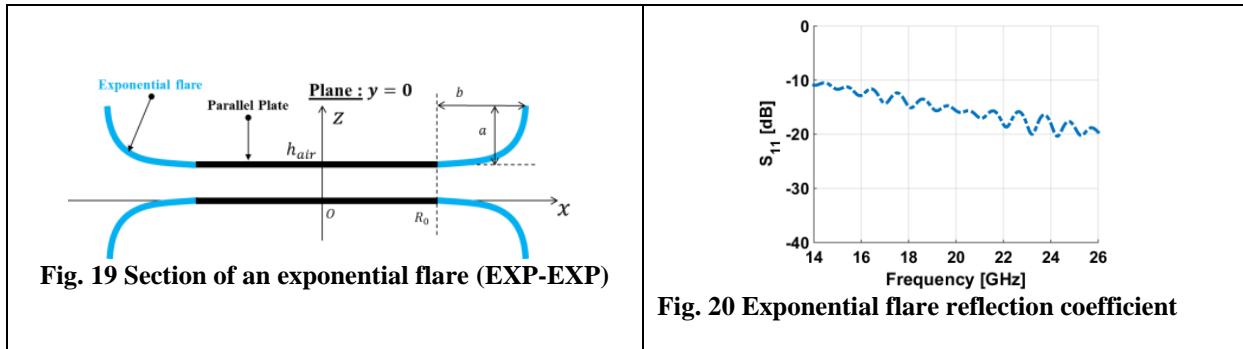 Exponential flare
Parallel Plate
Plane : y = 0
Z
b
a
h_air
O
R_0
x
Fig. 19 Section of an exponential flare (EXP-EXP)
0
-10
-20
-30
-40
S_11 [dB]
14 16 18 20 22 24 26
Frequency [GHz]
Fig. 20 Exponential flare reflection coefficient